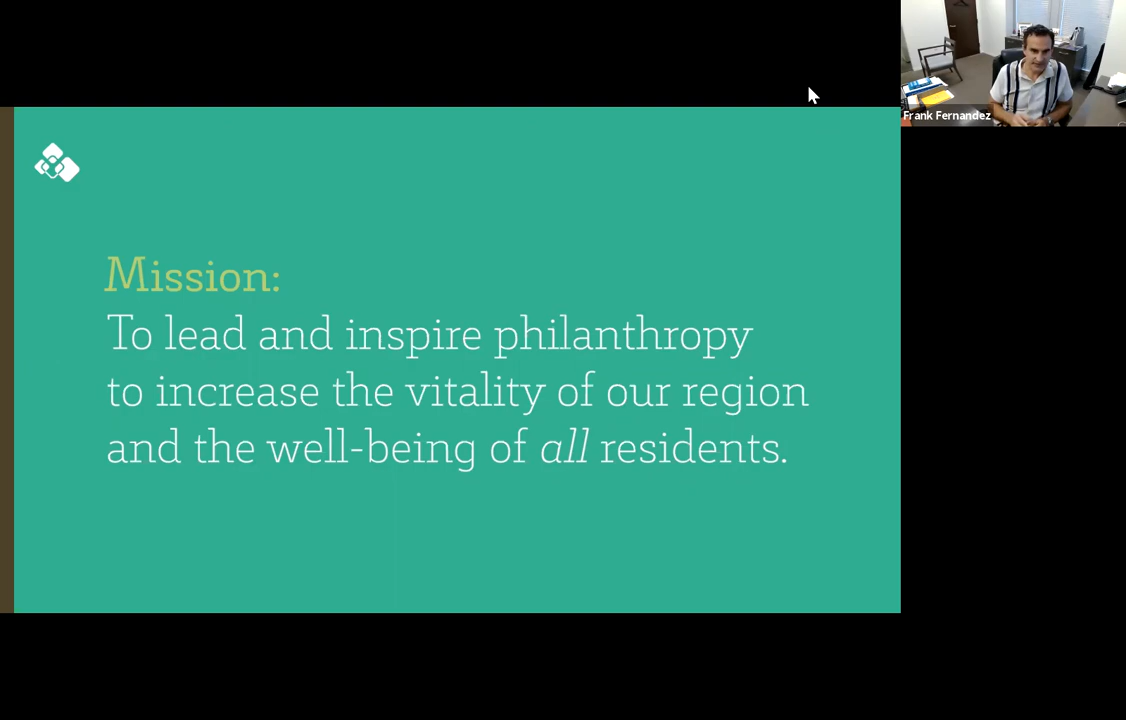 Frank Fernandez
Mission:
To lead and inspire philanthropy
to increase the vitality of our region
and the well-being of all residents.